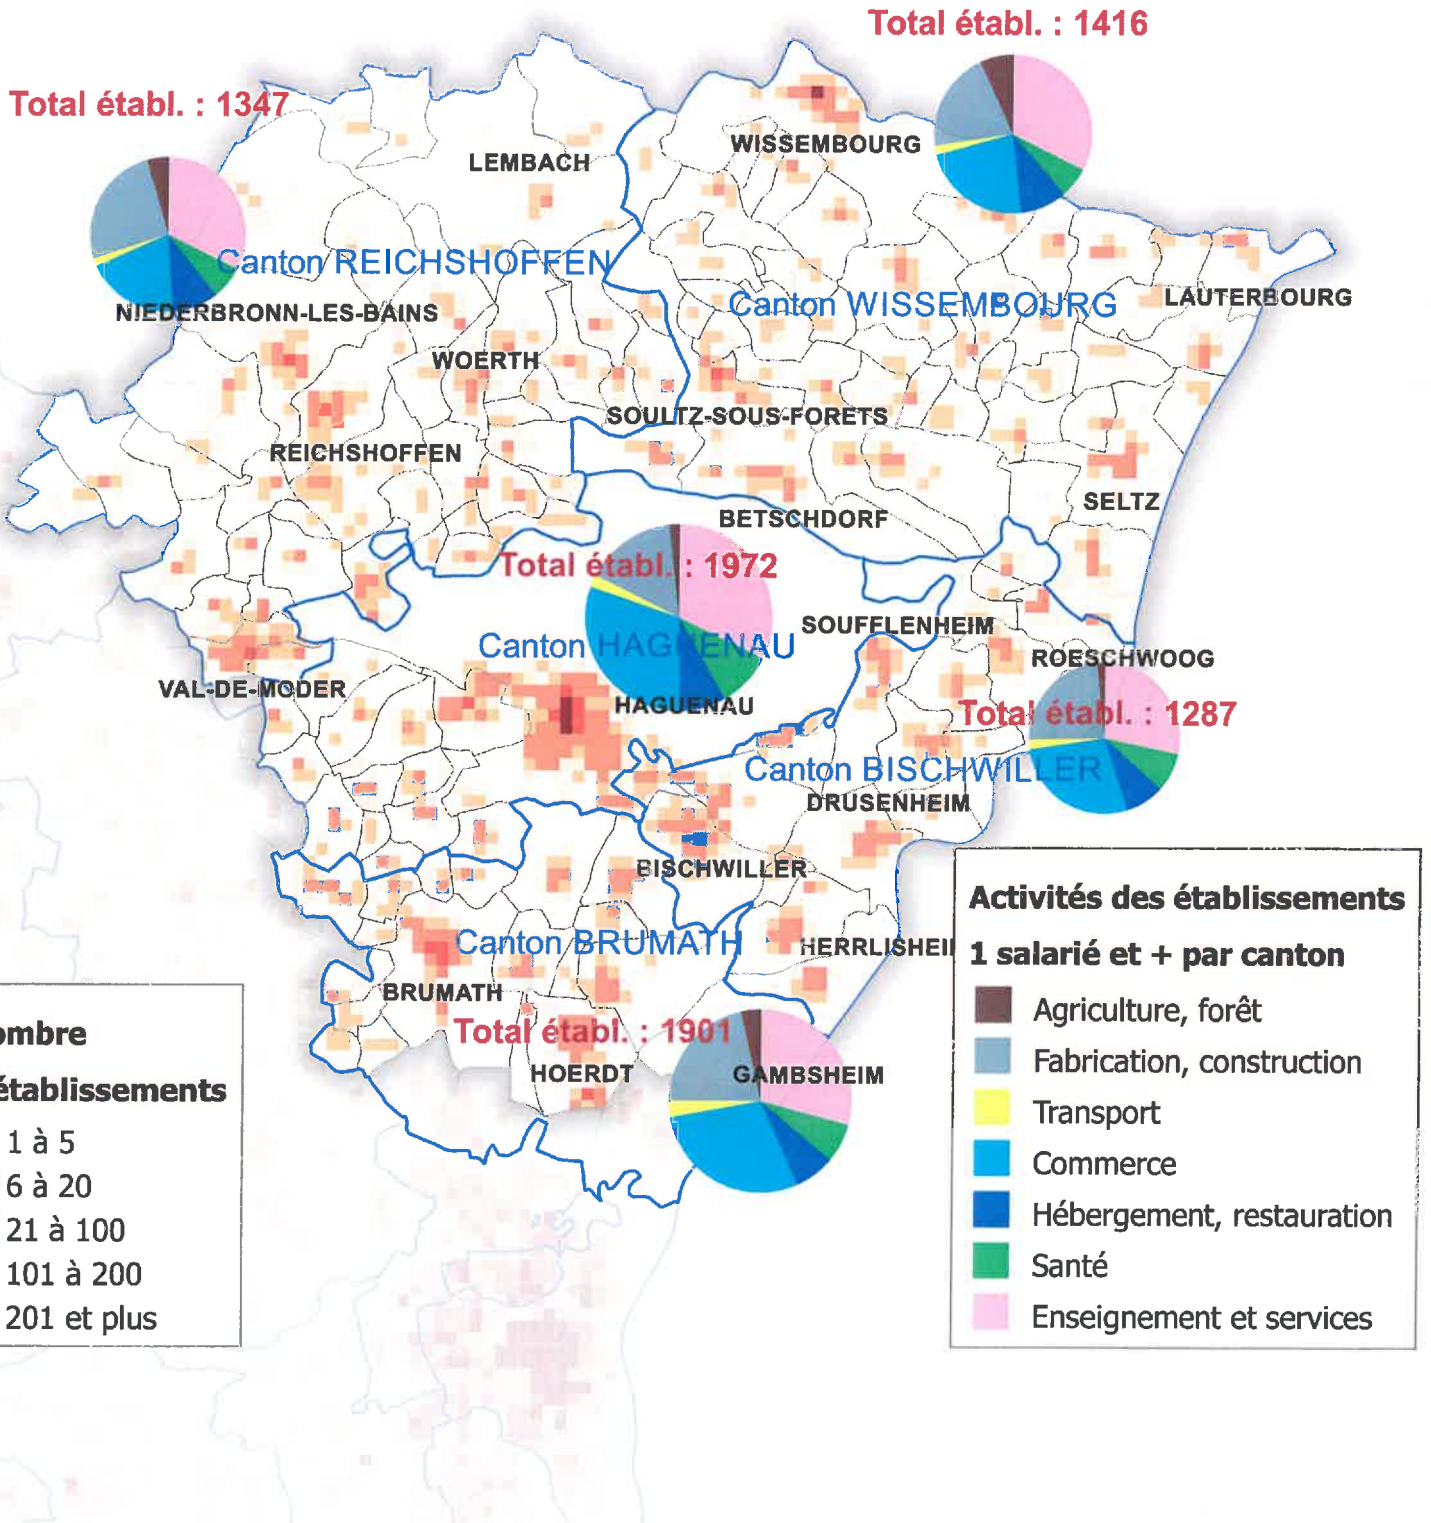 Total établ. : 1416
Total établ. : 1347
WISSEMBOURG
LEMBACH
Canton REICHSHOFFEN
Canton WISSEMBOURG
LAUTERBOURG
NIEDERBRONN-LES-BAINS
WOERTH
SOULTZ-SOUS-FORETS
REICHSHOFFEN
SELTZ
BETSCHDORF
Total établ. : 1972
SOUFFLENHEIM
Canton HAGUENAU
ROESCHWOOG
VAL-DE-MODER
HAGUENAU
Total établ. : 1287
Canton BISCHWILLER
DRUSENHEIM
BISCHWILLER
Canton BRUMATH
HERRLISHEI
BRUMATH
Total établ. : 1901
HOERDT
GAMBSHEIM
ombre
établissements
1 à 5
6 à 20
21 à 100
101 à 200
201 et plus
Activités des établissements
1 salarié et + par canton
Agriculture, forêt
Fabrication, construction
Transport
Commerce
Hébergement, restauration
Santé
Enseignement et services